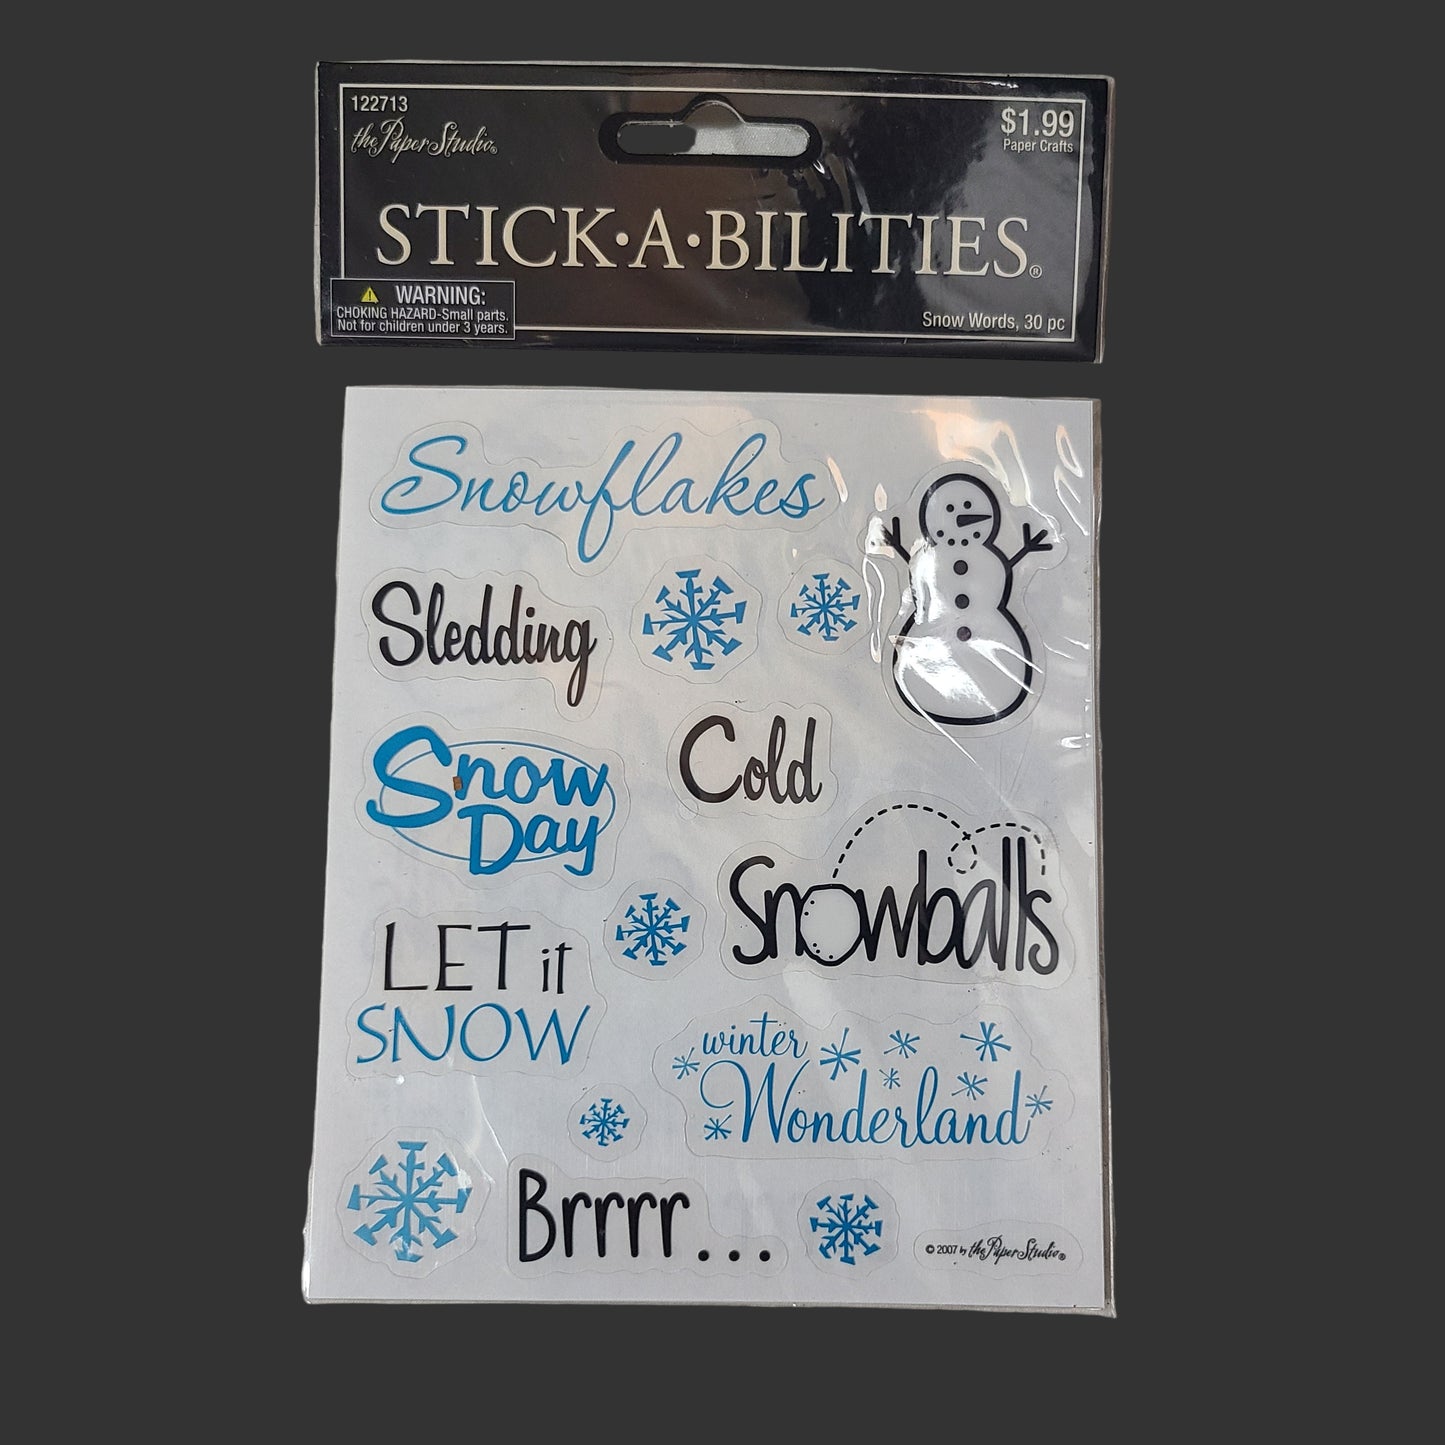 122713
the Paper Studio®
$1.99
Paper Crafts
STICK·A·BILITIES®
WARNING:
CHOKING HAZARD-Small parts.
Not for children under 3 years.
Snow Words, 30 pc
Snowflakes
Sledding
Snow
Day
Cold
Snowballs
LET it
SNOW
winter
Wonderland
Brrrr...
© 2007 by the Paper Studio®